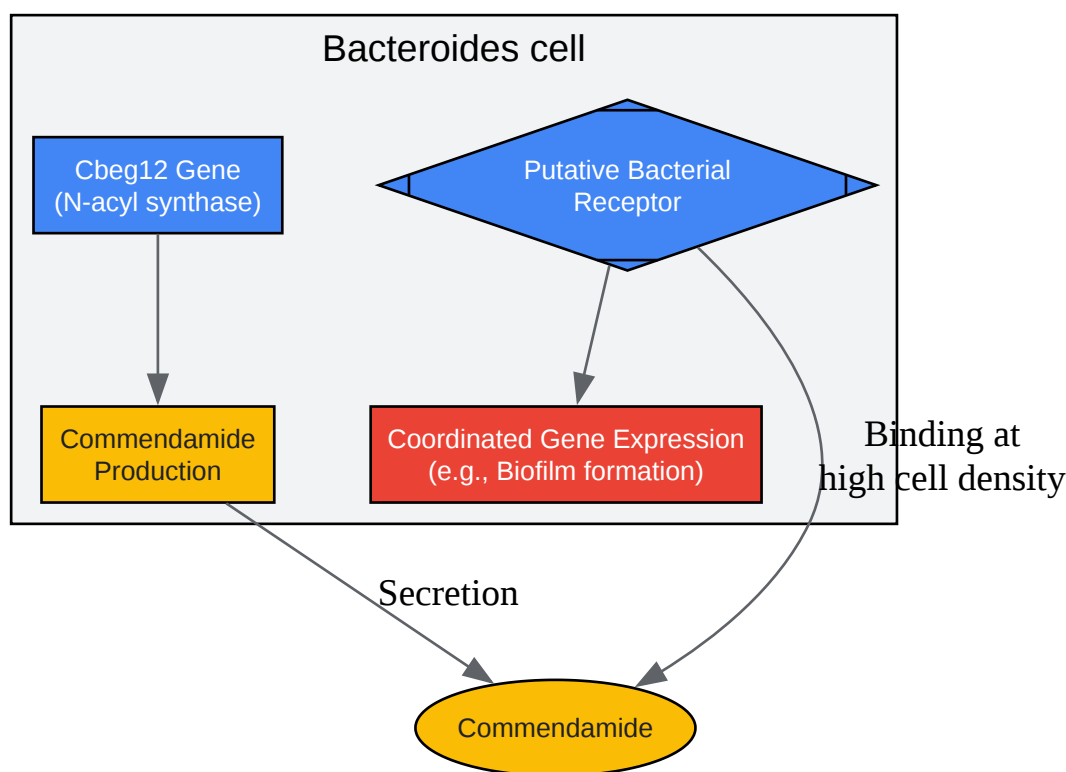 Bacteroides cell
Cbeg12 Gene
(N-acyl synthase)
Putative Bacterial
Receptor
Commendamide
Production
Coordinated Gene Expression
(e.g., Biofilm formation)
Binding at
high cell density
Secretion
Commendamide